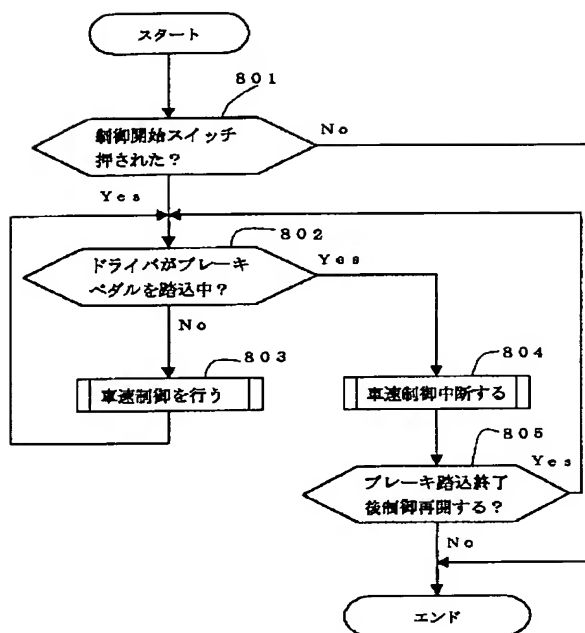 スタート
８０１
制御開始スイッチ
押された？
Ｎｏ
Ｙｅｓ
８０２
ドライバがブレーキ
ペダルを踏込中？
Ｙｅｓ
Ｎｏ
８０３
車速制御を行う
８０４
車速制御中断する
８０５
ブレーキ踏込終了
後制御再開する？
Ｙｅｓ
Ｎｏ
エンド